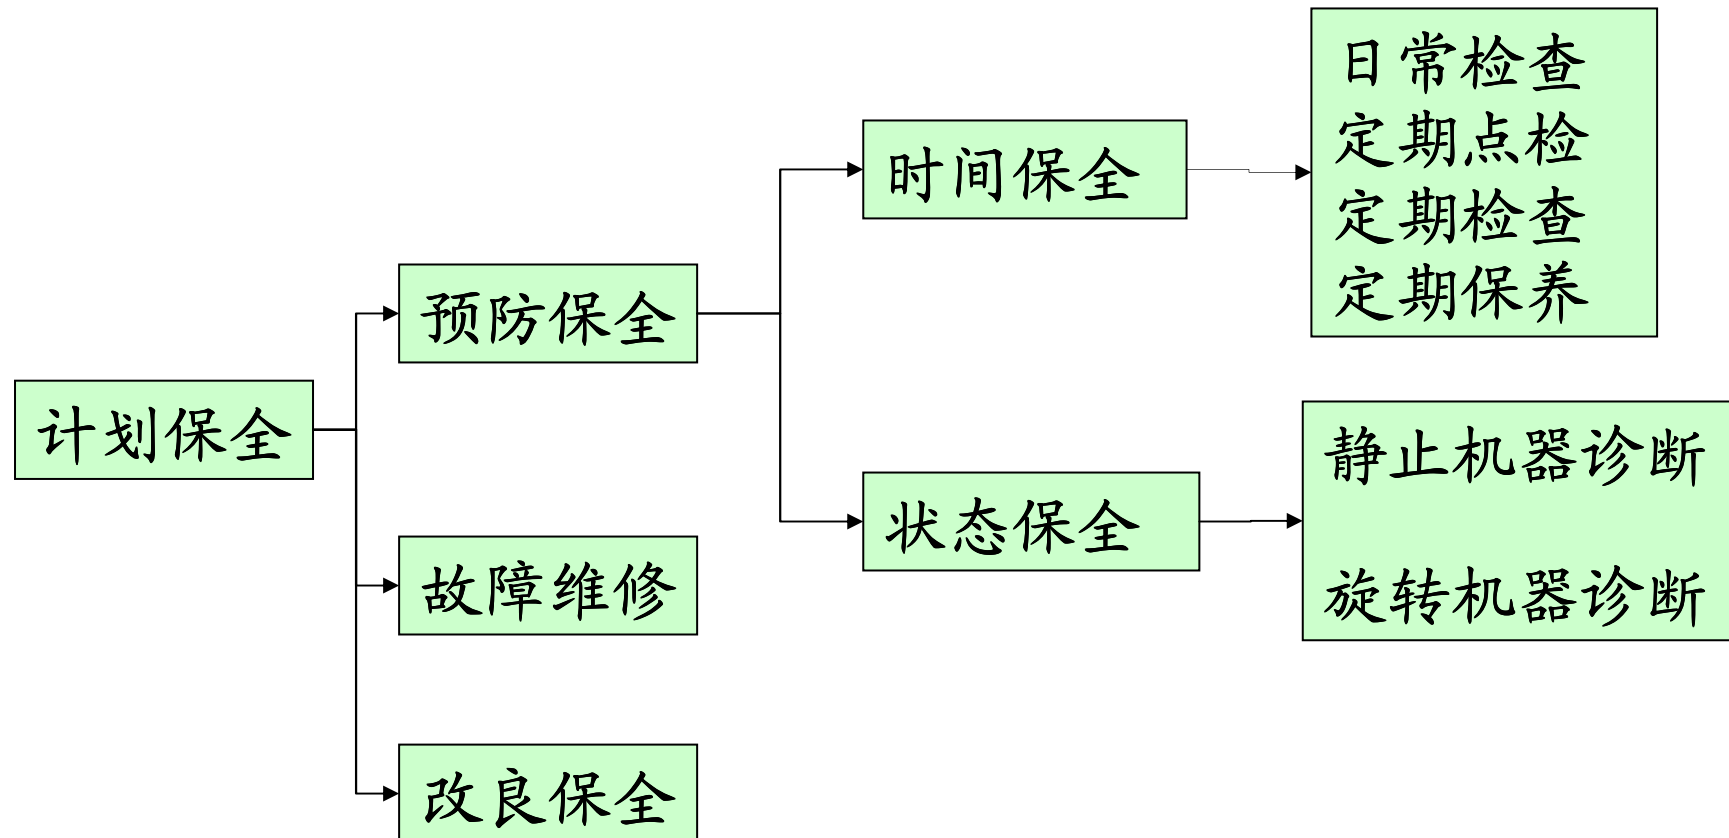 计划保全
预防保全
故障维修
改良保全
时间保全
状态保全
日常检查
定期点检
定期检查
定期保养
静止机器诊断
旋转机器诊断